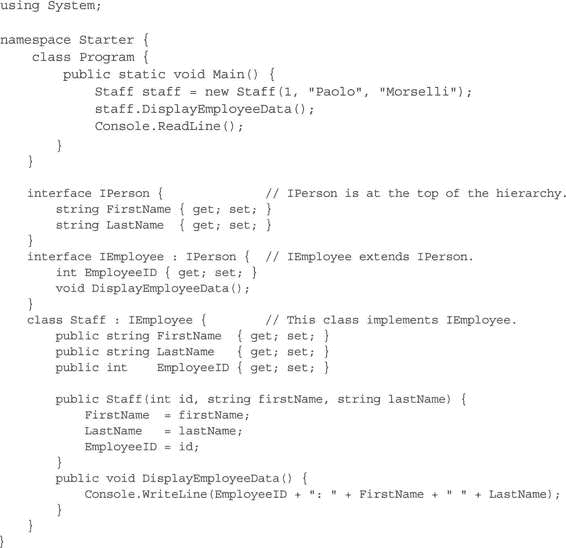 using System;
namespace Starter {
    class Program {
        public static void Main() {
            Staff staff = new Staff(1, "Paolo", "Morselli");
            staff.DisplayEmployeeData();
            Console.ReadLine();
        }
    }
    interface IPerson {              // IPerson is at the top of the hierarchy.
        string FirstName { get; set; }
        string LastName  { get; set; }
    }
    interface IEmployee : IPerson {  // IEmployee extends IPerson.
        int EmployeeID { get; set; }
        void DisplayEmployeeData();
    }
    class Staff : IEmployee {        // This class implements IEmployee.
        public string FirstName  { get; set; }
        public string LastName   { get; set; }
        public int    EmployeeID { get; set; }
        public Staff(int id, string firstName, string lastName) {
            FirstName  = firstName;
            LastName   = lastName;
            EmployeeID = id;
        }
        public void DisplayEmployeeData() {
            Console.WriteLine(EmployeeID + ": " + FirstName + " " + LastName);
        }
    }
}